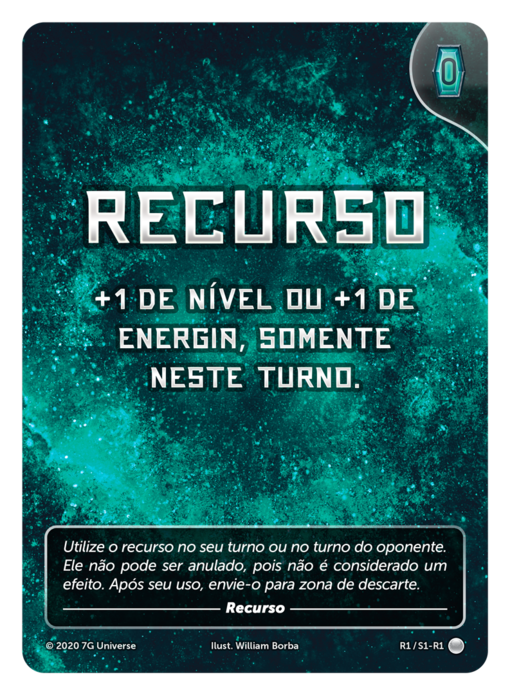 0
RECURSO
+1 DE NÍVEL OU +1 DE
ENERGIA, SOMENTE
NESTE TURNO.
Utilize o recurso no seu turno ou no turno do oponente.
Ele não pode ser anulado, pois não é considerado um
efeito. Após seu uso, envie-o para zona de descarte.
Recurso
© 2020 7G Universe Ilust. William Borba R1 / S1-R1